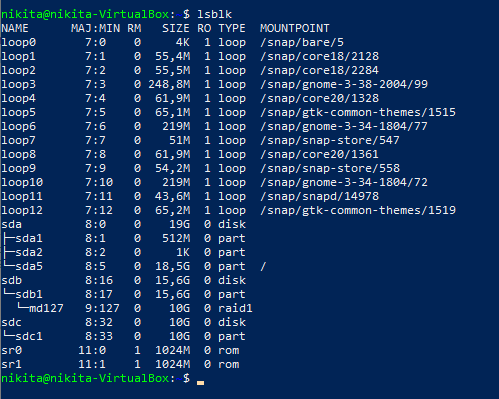 nikita@nikita-VirtualBox: $ lsblk
NAME        MAJ:MIN RM   SIZE RO TYPE  MOUNTPOINT
loop0         7:0    0     4K  1 loop  /snap/bare/5
loop1         7:1    0  55,4M  1 loop  /snap/core18/2128
loop2         7:2    0  55,5M  1 loop  /snap/core18/2284
loop3         7:3    0 248,8M  1 loop  /snap/gnome-3-38-2004/99
loop4         7:4    0  61,9M  1 loop  /snap/core20/1328
loop5         7:5    0  65,1M  1 loop  /snap/gtk-common-themes/1515
loop6         7:6    0   219M  1 loop  /snap/gnome-3-34-1804/77
loop7         7:7    0    51M  1 loop  /snap/snap-store/547
loop8         7:8    0  61,9M  1 loop  /snap/core20/1361
loop9         7:9    0  54,2M  1 loop  /snap/snap-store/558
loop10        7:10   0   219M  1 loop  /snap/gnome-3-34-1804/72
loop11        7:11   0  43,6M  1 loop  /snap/snapd/14978
loop12        7:12   0  65,2M  1 loop  /snap/gtk-common-themes/1519
sda           8:0    0    19G  0 disk
├─sda1        8:1    0   512M  0 part
├─sda2        8:2    0     1K  0 part
└─sda5        8:5    0  18,5G  0 part  /
sdb           8:16   0  15,6G  0 disk
└─sdb1        8:17   0  15,6G  0 part
  └─md127     9:127  0    10G  0 raid1
sdc           8:32   0    10G  0 disk
└─sdc1        8:33   0    10G  0 part
sr0          11:0    1  1024M  0 rom
sr1          11:1    1  1024M  0 rom
nikita@nikita-VirtualBox: $